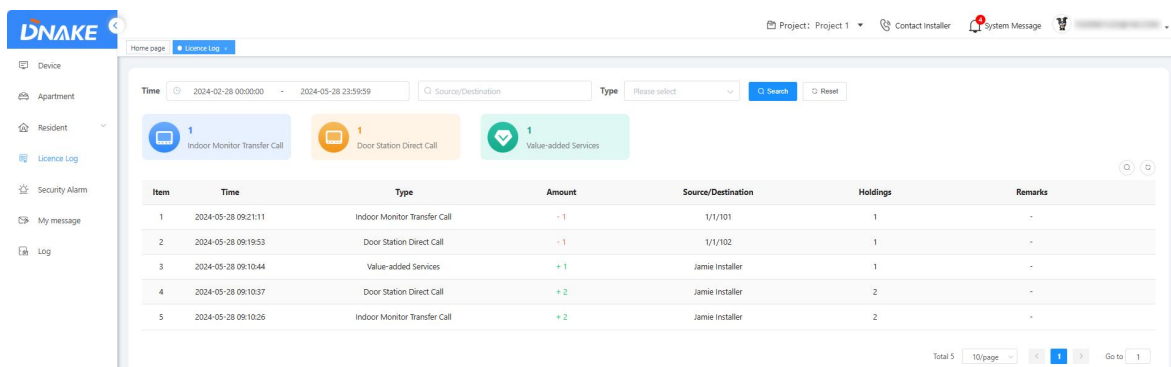 DNAKE
Project: Project 1 Contact Installer 4 System Message
Home page Licence Log ×
Device
Apartment
Resident
Licence Log
Security Alarm
My message
Log
Time 2024-02-28 00:00:00 - 2024-05-28 23:59:59 Source/Destination Type Please select Search Reset
1 Indoor Monitor Transfer Call
1 Door Station Direct Call
1 Value-added Services
Item Time Type Amount Source/Destination Holdings Remarks
1 2024-05-28 09:21:11 Indoor Monitor Transfer Call - 1 1/1/101 1 -
2 2024-05-28 09:19:53 Door Station Direct Call - 1 1/1/102 1 -
3 2024-05-28 09:10:44 Value-added Services + 1 Jamie Installer 1 -
4 2024-05-28 09:10:37 Door Station Direct Call + 2 Jamie Installer 2 -
5 2024-05-28 09:10:26 Indoor Monitor Transfer Call + 2 Jamie Installer 2 -
Total 5 10/page < 1 > Go to 1